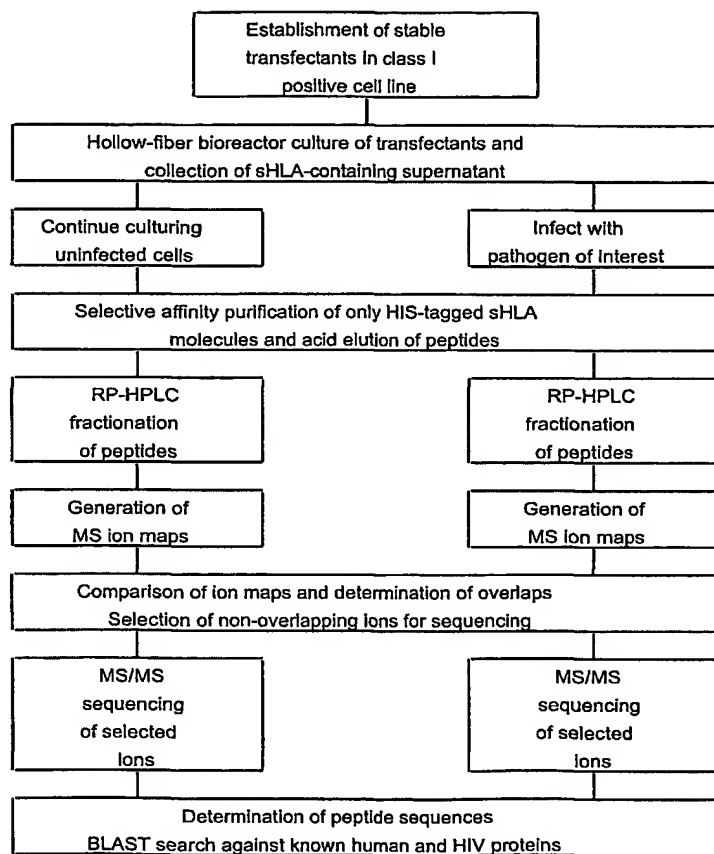 Establishment of stable
transfectants in class I
positive cell line
Hollow-fiber bioreactor culture of transfectants and
collection of sHLA-containing supernatant
Continue culturing
uninfected cells
Infect with
pathogen of interest
Selective affinity purification of only HIS-tagged sHLA
molecules and acid elution of peptides
RP-HPLC
fractionation
of peptides
RP-HPLC
fractionation
of peptides
Generation of
MS ion maps
Generation of
MS ion maps
Comparison of ion maps and determination of overlaps
Selection of non-overlapping ions for sequencing
MS/MS
sequencing
of selected
ions
MS/MS
sequencing
of selected
ions
Determination of peptide sequences
BLAST search against known human and HIV proteins